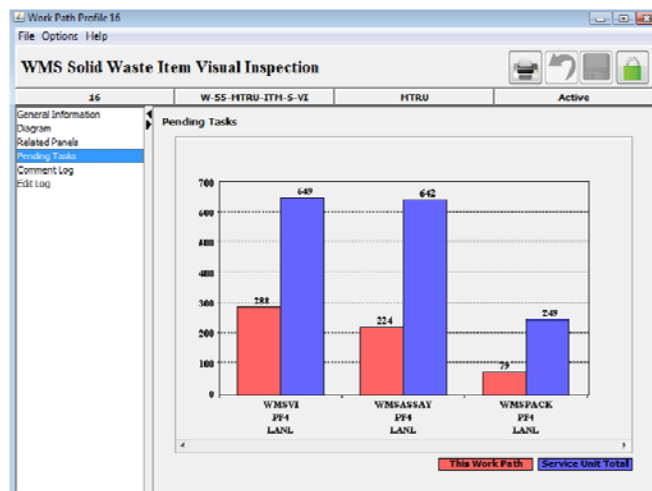 Work Path Profile 16
File Options Help
WMS Solid Waste Item Visual Inspection
16 W-55-MTRU-ITM-S-VI MTRU Active
General Information
Diagram
Related Panels
Pending Tasks
Comment Log
Edit Log
Pending Tasks
700
600
500
400
300
200
100
0
649
642
288
224
79
249
WMSVI WMSASSAY WMSPACK
PF4 PF4 PF4
LANL LANL LANL
This Work Path Service Unit Total